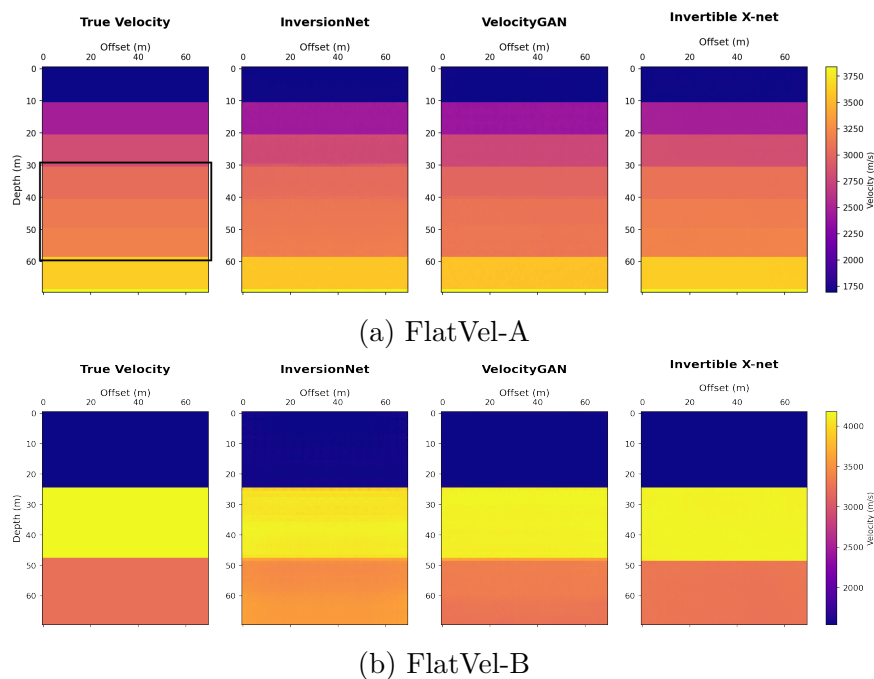 True Velocity InversionNet VelocityGAN Invertible X-net
Offset (m) Offset (m) Offset (m) Offset (m)
0 20 40 60 0 20 40 60 0 20 40 60 0 20 40 60
0 0 0 0 3750
10 10 10 10 3500
20 20 20 20 3250
30 30 30 30 3000
Depth (m) Velocity (m/s)
40 40 40 40 2750
50 50 50 50 2500
60 60 60 60 2250
2000
1750
(a) FlatVel-A
True Velocity InversionNet VelocityGAN Invertible X-net
Offset (m) Offset (m) Offset (m) Offset (m)
0 20 40 60 0 20 40 60 0 20 40 60 0 20 40 60
0 0 0 0 4000
10 10 10 10
20 20 20 20 3500
30 30 30 30 3000
Depth (m) Velocity (m/s)
40 40 40 40 2500
50 50 50 50
60 60 60 60 2000
(b) FlatVel-B